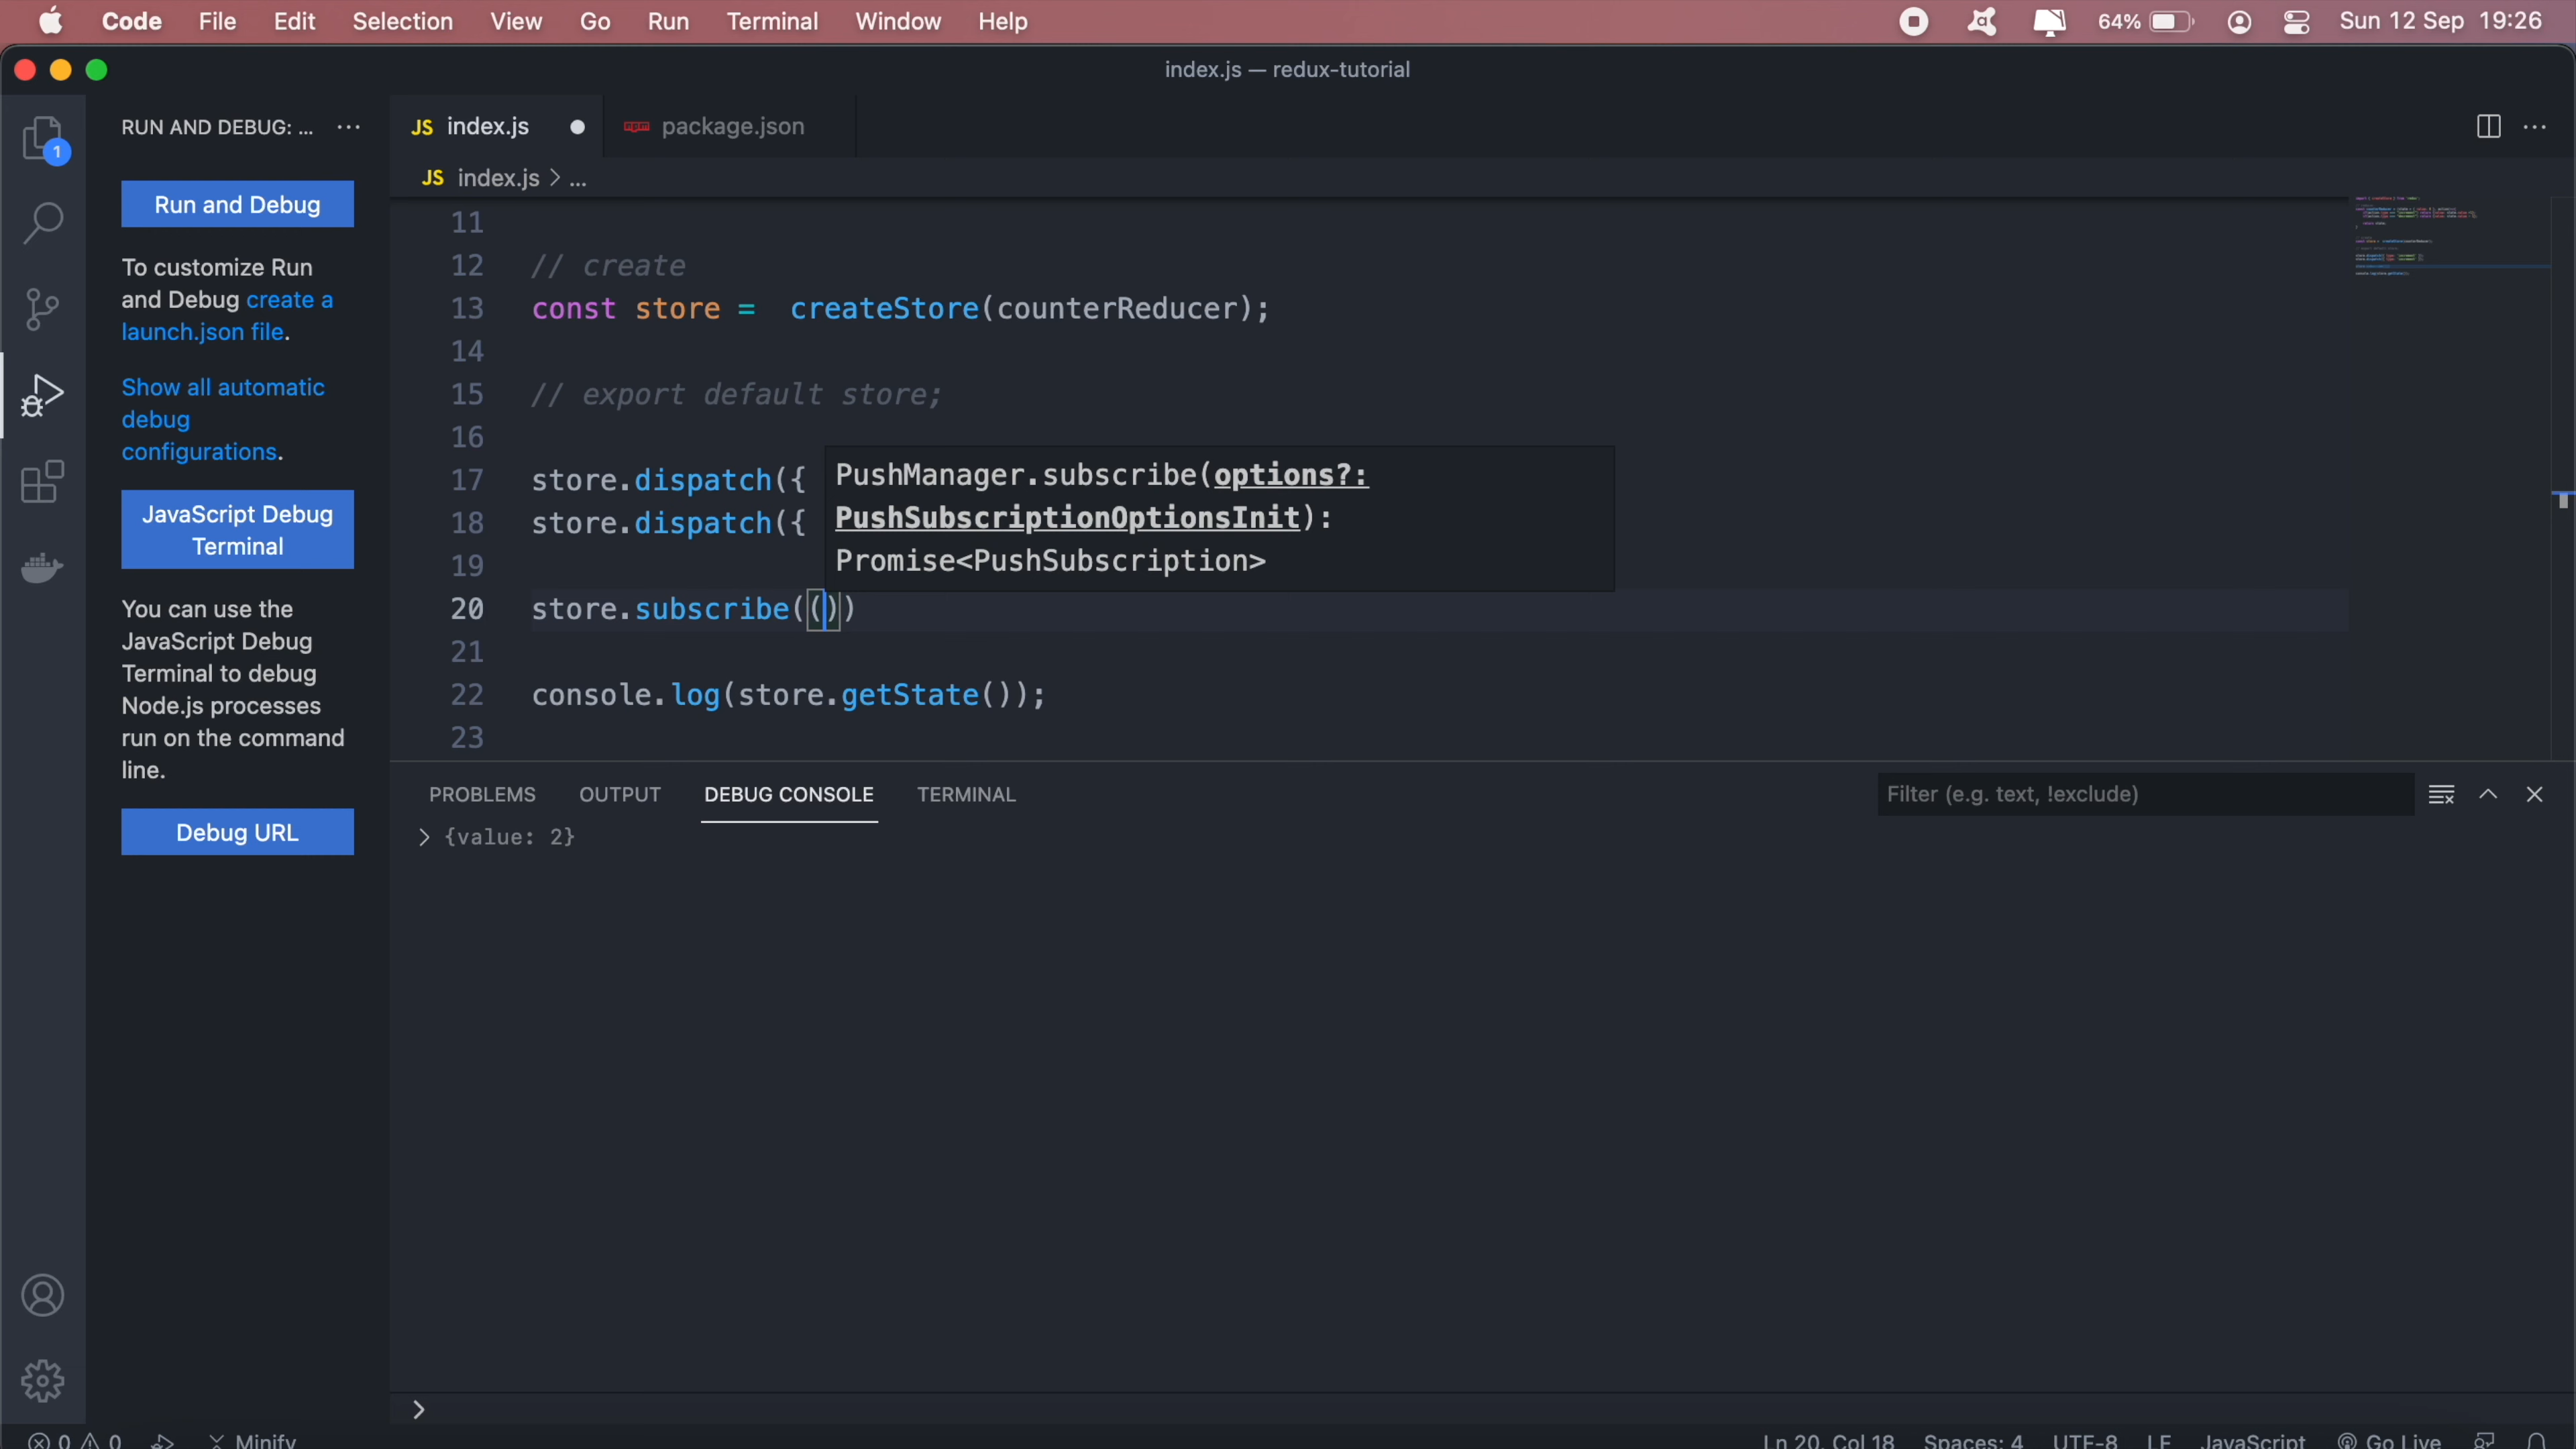 Code File Edit Selection View Go Run Terminal Window Help 64% Sun 12 Sep 19:26
index.js — redux-tutorial
RUN AND DEBUG: ...
Run and Debug
To customize Run
and Debug create a
launch.json file.
Show all automatic
debug
configurations.
JavaScript Debug
Terminal
You can use the
JavaScript Debug
Terminal to debug
Node.js processes
run on the command
line.
Debug URL
1
JS index.js package.json
JS index.js > ...
11
12 // create
13 const store =  createStore(counterReducer);
14
15 // export default store;
16
17 store.dispatch({
18 store.dispatch({
19
PushManager.subscribe(options?:
PushSubscriptionOptionsInit):
Promise<PushSubscription>
20 store.subscribe(())
21
22 console.log(store.getState());
23
PROBLEMS OUTPUT DEBUG CONSOLE TERMINAL Filter (e.g. text, !exclude)
> {value: 2}
>
0 0 Minify Ln 20, Col 18 Spaces: 4 UTF-8 LF JavaScript Go Live